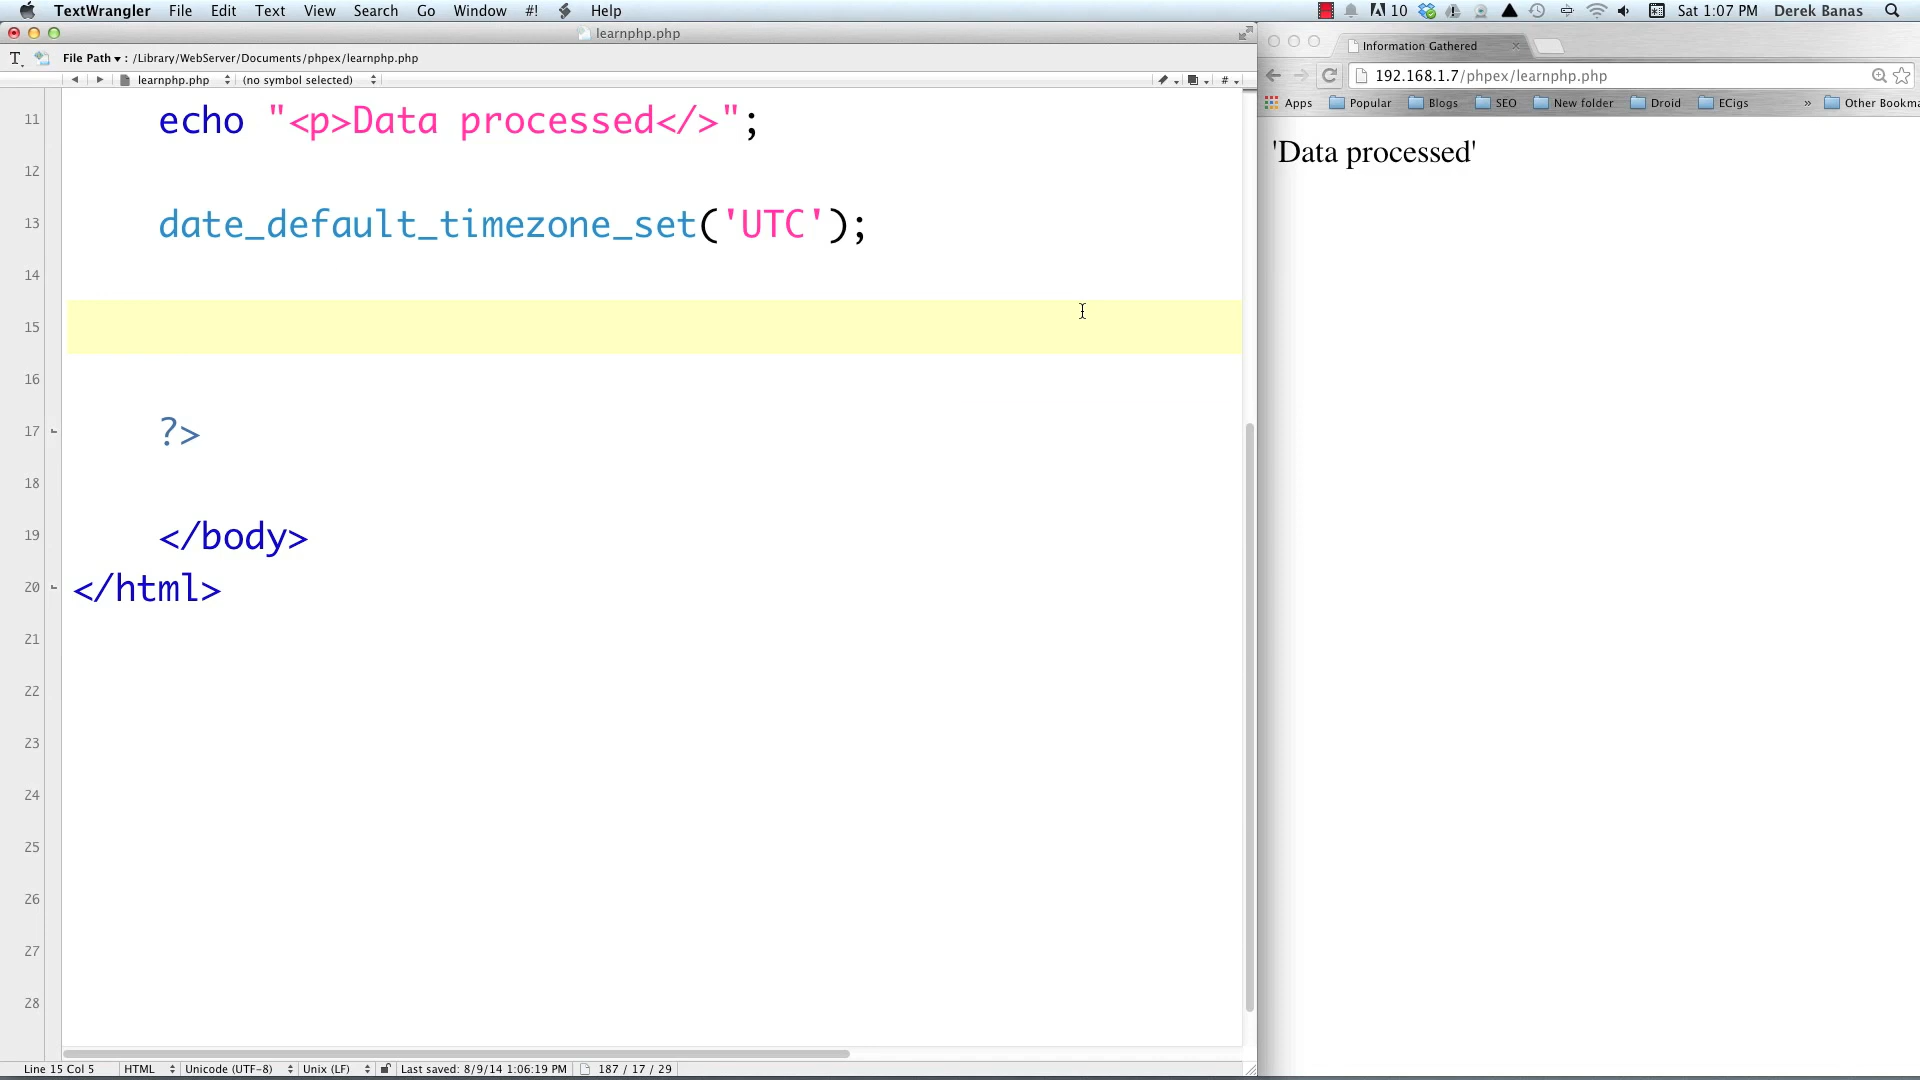 TextWrangler File Edit Text View Search Go Window #! Help 10 Sat 1:07 PM Derek Banas
learnphp.php
File Path ▾ : /Library/WebServer/Documents/phpex/learnphp.php
learnphp.php (no symbol selected) #
11 echo "<p>Data processed</>";
12
13 date_default_timezone_set('UTC');
14
15
16
17 ?>
18
19 </body>
20 </html>
21
22
23
24
25
26
27
28
Line 15 Col 5 HTML Unicode (UTF-8) Unix (LF) Last saved: 8/9/14 1:06:19 PM 187 / 17 / 29
Information Gathered
192.168.1.7/phpex/learnphp.php
Apps Popular Blogs SEO New folder Droid ECigs » Other Bookma
'Data processed'